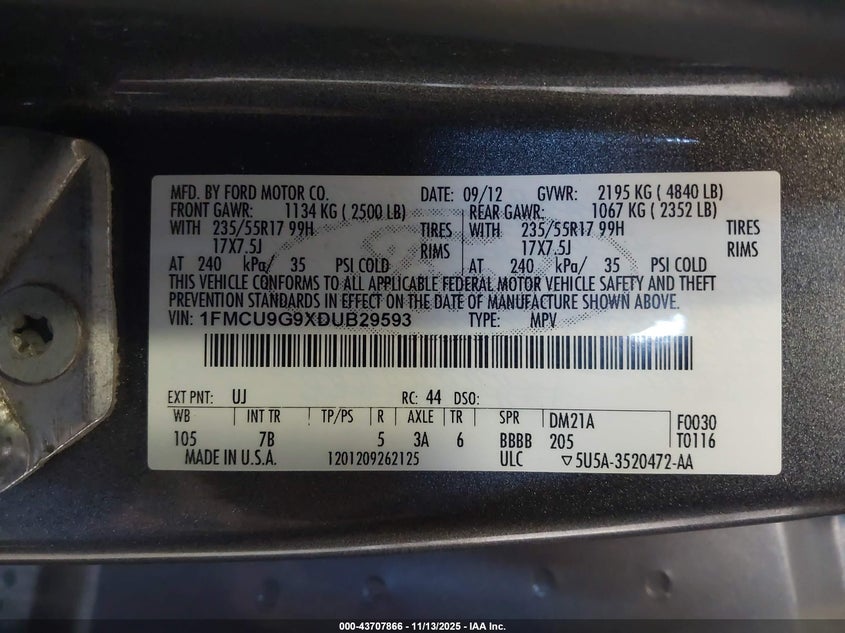 MFD. BY FORD MOTOR CO. DATE: 09/12 GVWR: 2195 KG ( 4840 LB)
FRONT GAWR: 1134 KG ( 2500 LB) REAR GAWR: 1067 KG ( 2352 LB)
WITH 235/55R17 99H TIRES WITH 235/55R17 99H TIRES
17X7.5J RIMS 17X7.5J RIMS
AT 240 kPa/ 35 PSI COLD AT 240 kPa/ 35 PSI COLD
THIS VEHICLE CONFORMS TO ALL APPLICABLE FEDERAL MOTOR VEHICLE SAFETY AND THEFT
PREVENTION STANDARDS IN EFFECT ON THE DATE OF MANUFACTURE SHOWN ABOVE.
VIN: 1FMCU9G9XDUB29593 TYPE: MPV
EXT PNT: UJ RC: 44 DSO:
WB INT TR TP/PS R AXLE TR SPR DM21A F0030
105 7B 5 3A 6 BBBB 205 T0116
MADE IN U.S.A. 1201209262125 ULC ▽5U5A-3520472-AA
000-43707866 - 11/13/2025 - IAA Inc.